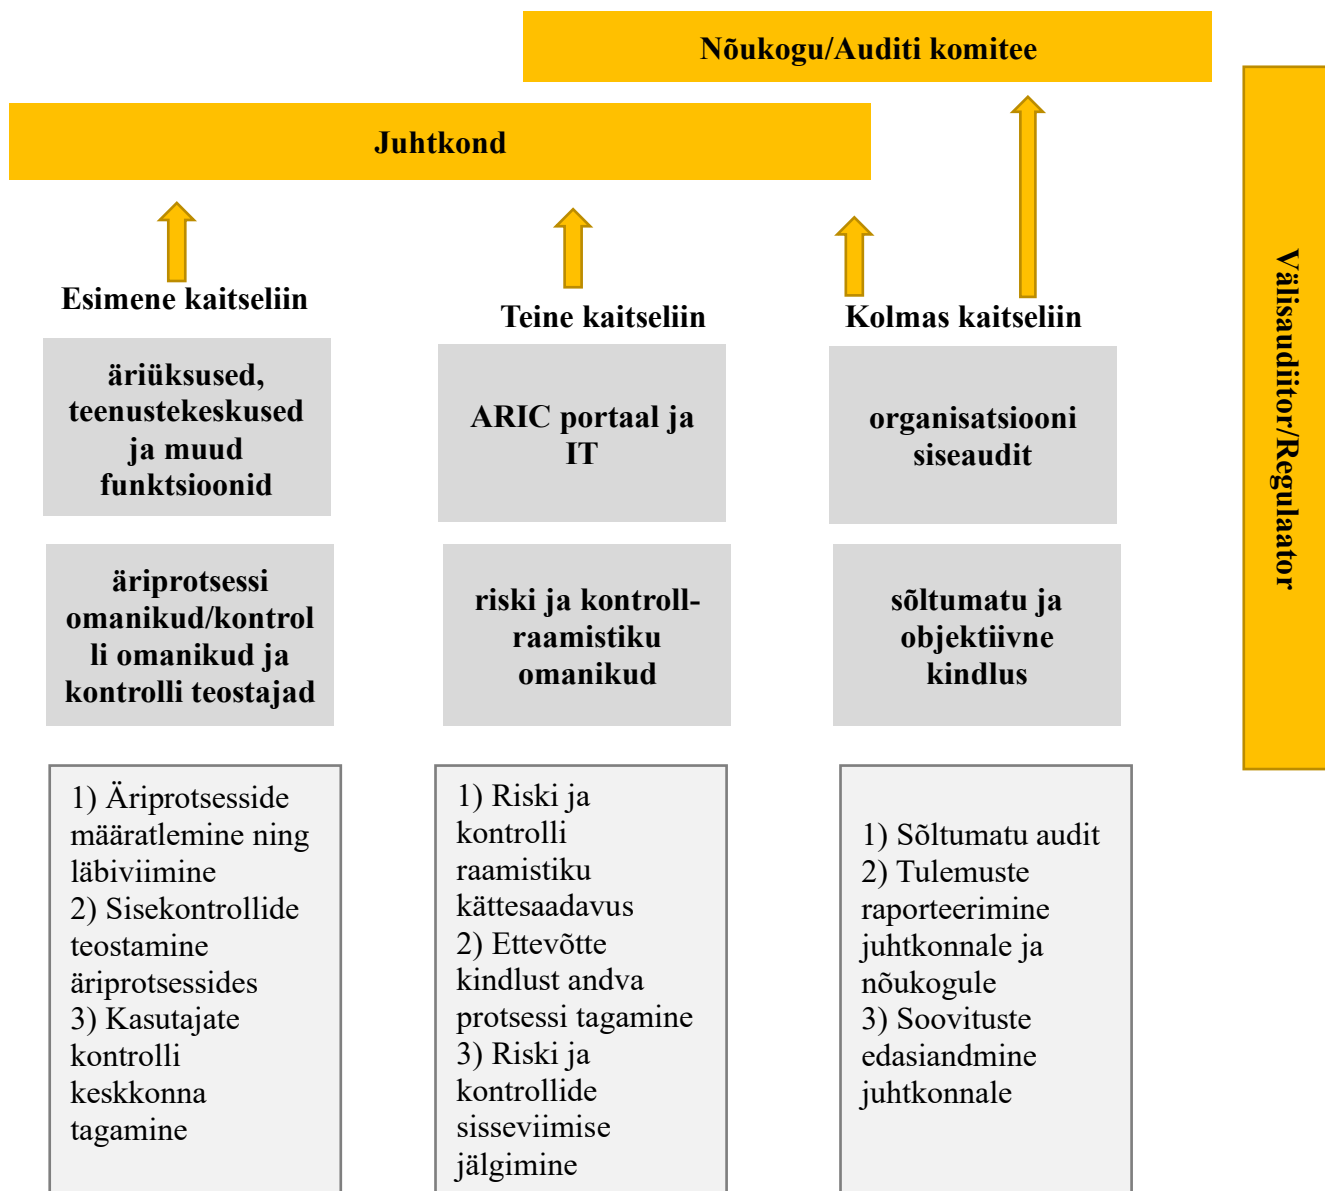 Nõukogu/Auditi komitee
Juhtkond
Esimene kaitseliin
äriüksused,
teenustekeskused
ja muud
funktsioonid
äriprotsessi
omanikud/kontrol
li omanikud ja
kontrolli teostajad
1) Äriprotsesside
määratlemine ning
läbiviimine
2) Sisekontrollide
teostamine
äriprotsessides
3) Kasutajate
kontrolli
keskkonna
tagamine
Teine kaitseliin
ARIC portaal ja
IT
riski ja kontroll-
raamistiku
omanikud
1) Riski ja
kontrolli
raamistiku
kättesaadavus
2) Ettevõtte
kindlust andva
protsessi tagamine
3) Riski ja
kontrollide
sisseviimise
jälgimine
Kolmas kaitseliin
organisatsiooni
siseaudit
sõltumatu ja
objektiivne
kindlus
1) Sõltumatu audit
2) Tulemuste
raporteerimine
juhtkonnale ja
nõukogule
3) Soovituste
edasiandmine
juhtkonnale
Välisaudiitor/Regulaator